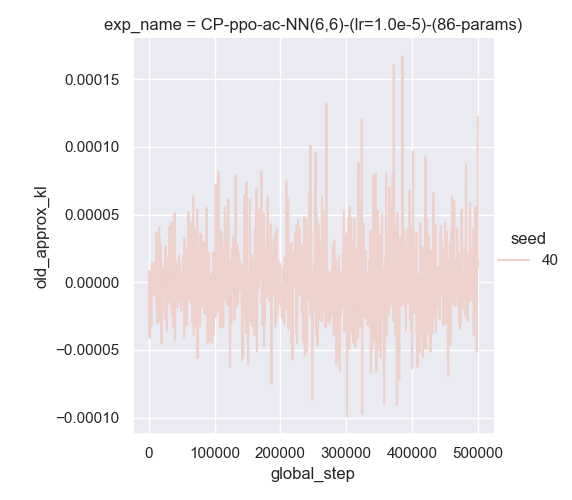 exp_name = CP-ppo-ac-NN(6,6)-(lr=1.0e-5)-(86-params)
0.00015
0.00010
0.00005
0.00000
−0.00005
−0.00010
old_approx_kl
seed
40
0 100000 200000 300000 400000 500000
global_step